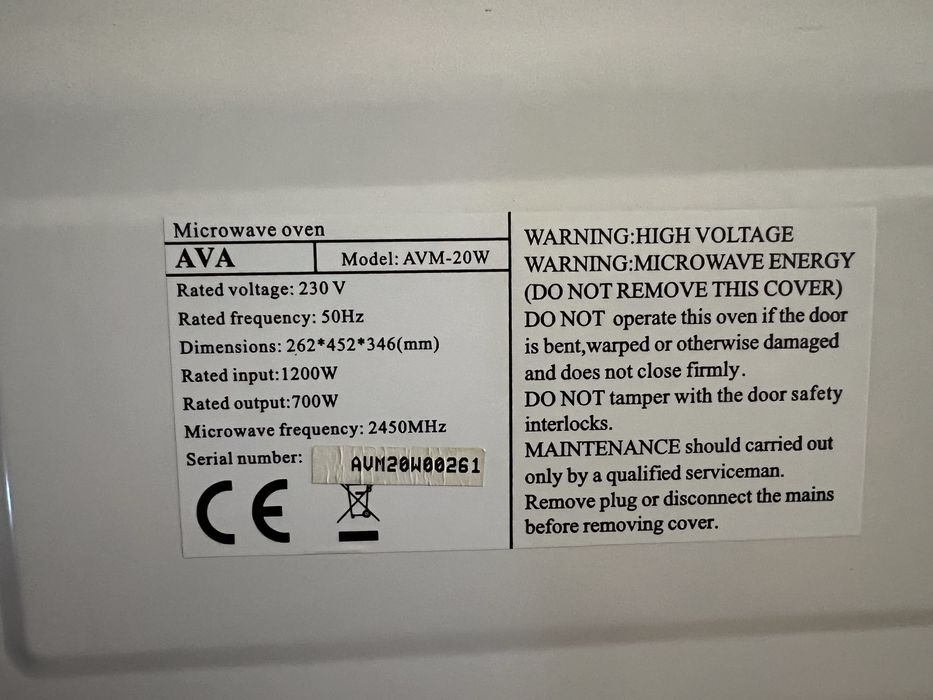 Microwave oven
AVA
Model: AVM-20W
Rated voltage: 230 V
Rated frequency: 50Hz
Dimensions: 262*452*346(mm)
Rated input:1200W
Rated output:700W
Microwave frequency: 2450MHz
Serial number: AVM20W00261
CE
WARNING:HIGH VOLTAGE
WARNING:MICROWAVE ENERGY
(DO NOT REMOVE THIS COVER)
DO NOT operate this oven if the door
is bent,warped or otherwise damaged
and does not close firmly.
DO NOT tamper with the door safety
interlocks.
MAINTENANCE should carried out
only by a qualified serviceman.
Remove plug or disconnect the mains
before removing cover.